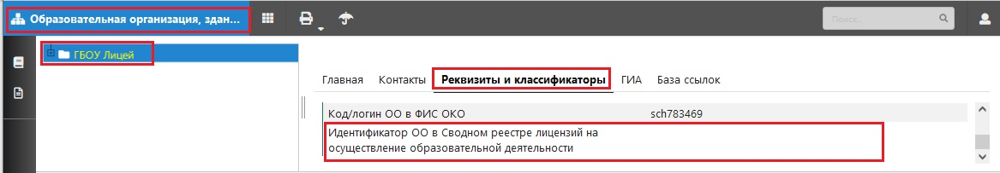 Образовательная организация, здан...
Поиск...
ГБОУ Лицей
Главная Контакты Реквизиты и классификаторы ГИА База ссылок
Код/логин ОО в ФИС ОКО sch783469
Идентификатор ОО в Сводном реестре лицензий на
осуществление образовательной деятельности